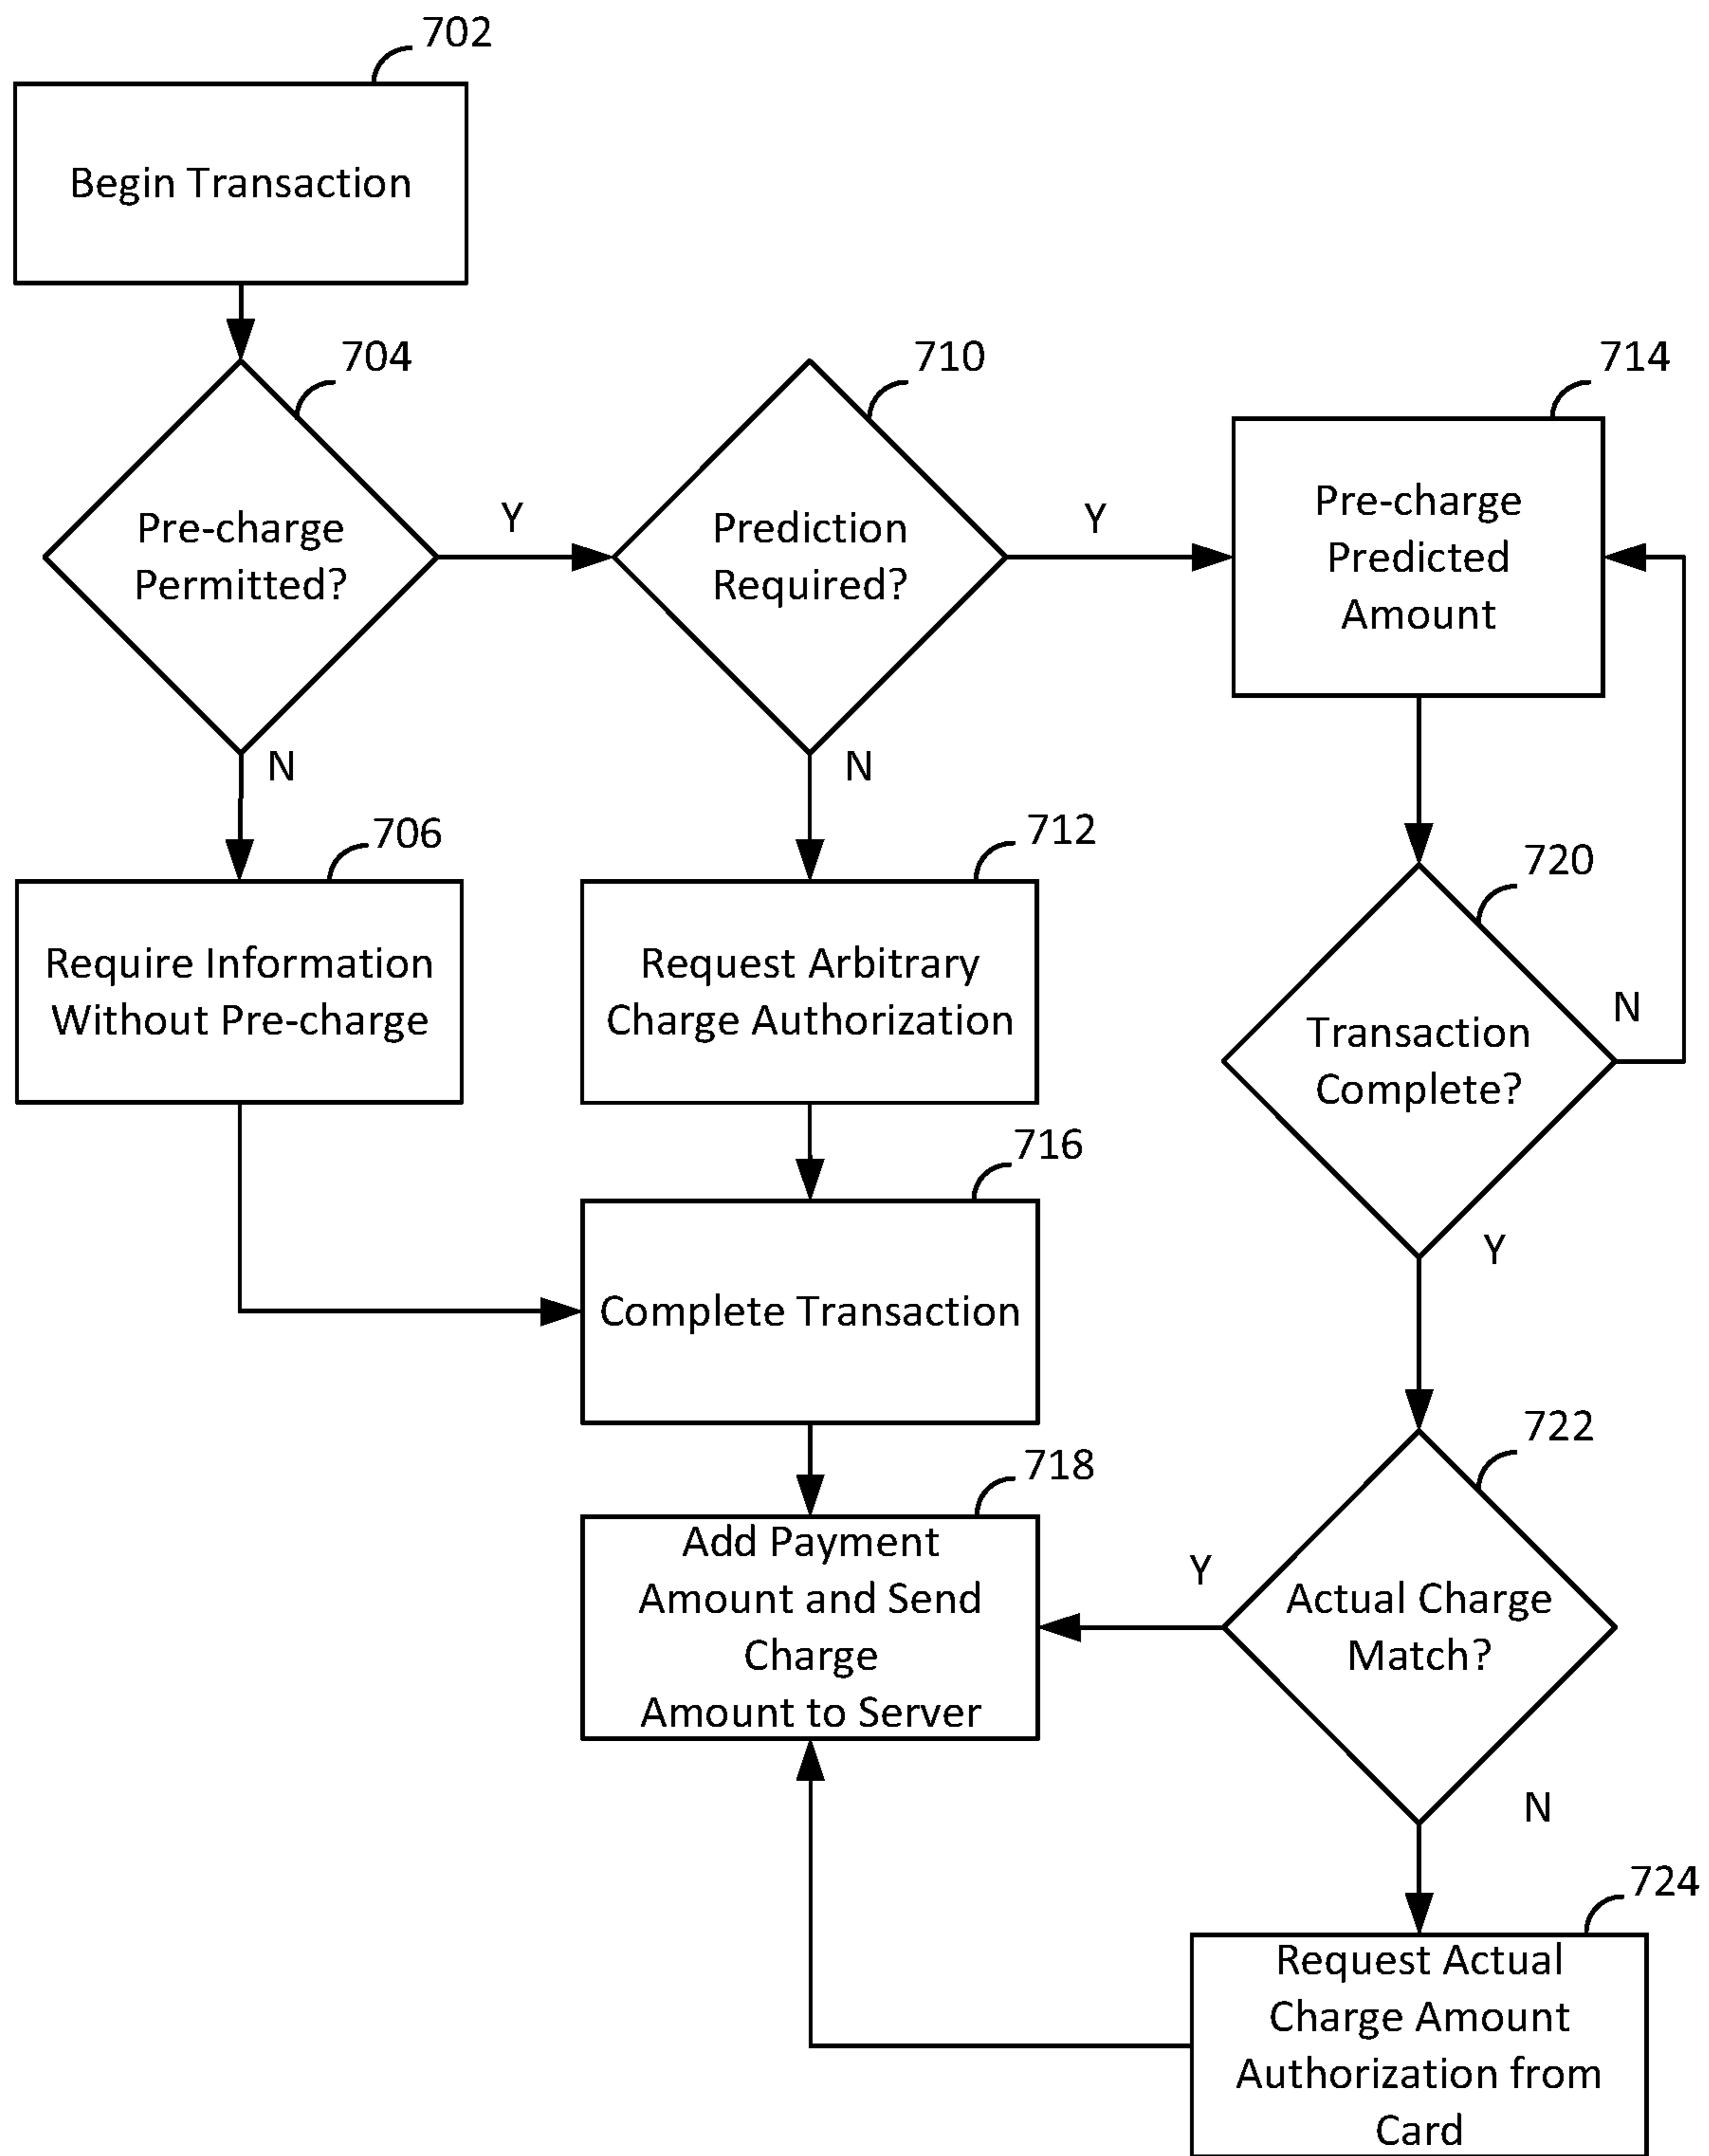 702
Begin Transaction
704
Pre-charge
Permitted?
Y
N
710
Prediction
Required?
Y
N
714
Pre-charge
Predicted
Amount
706
Require Information
Without Pre-charge
712
Request Arbitrary
Charge Authorization
720
Transaction
Complete?
N
Y
716
Complete Transaction
718
Add Payment
Amount and Send
Charge
Amount to Server
722
Actual Charge
Match?
Y
N
724
Request Actual
Charge Amount
Authorization from
Card